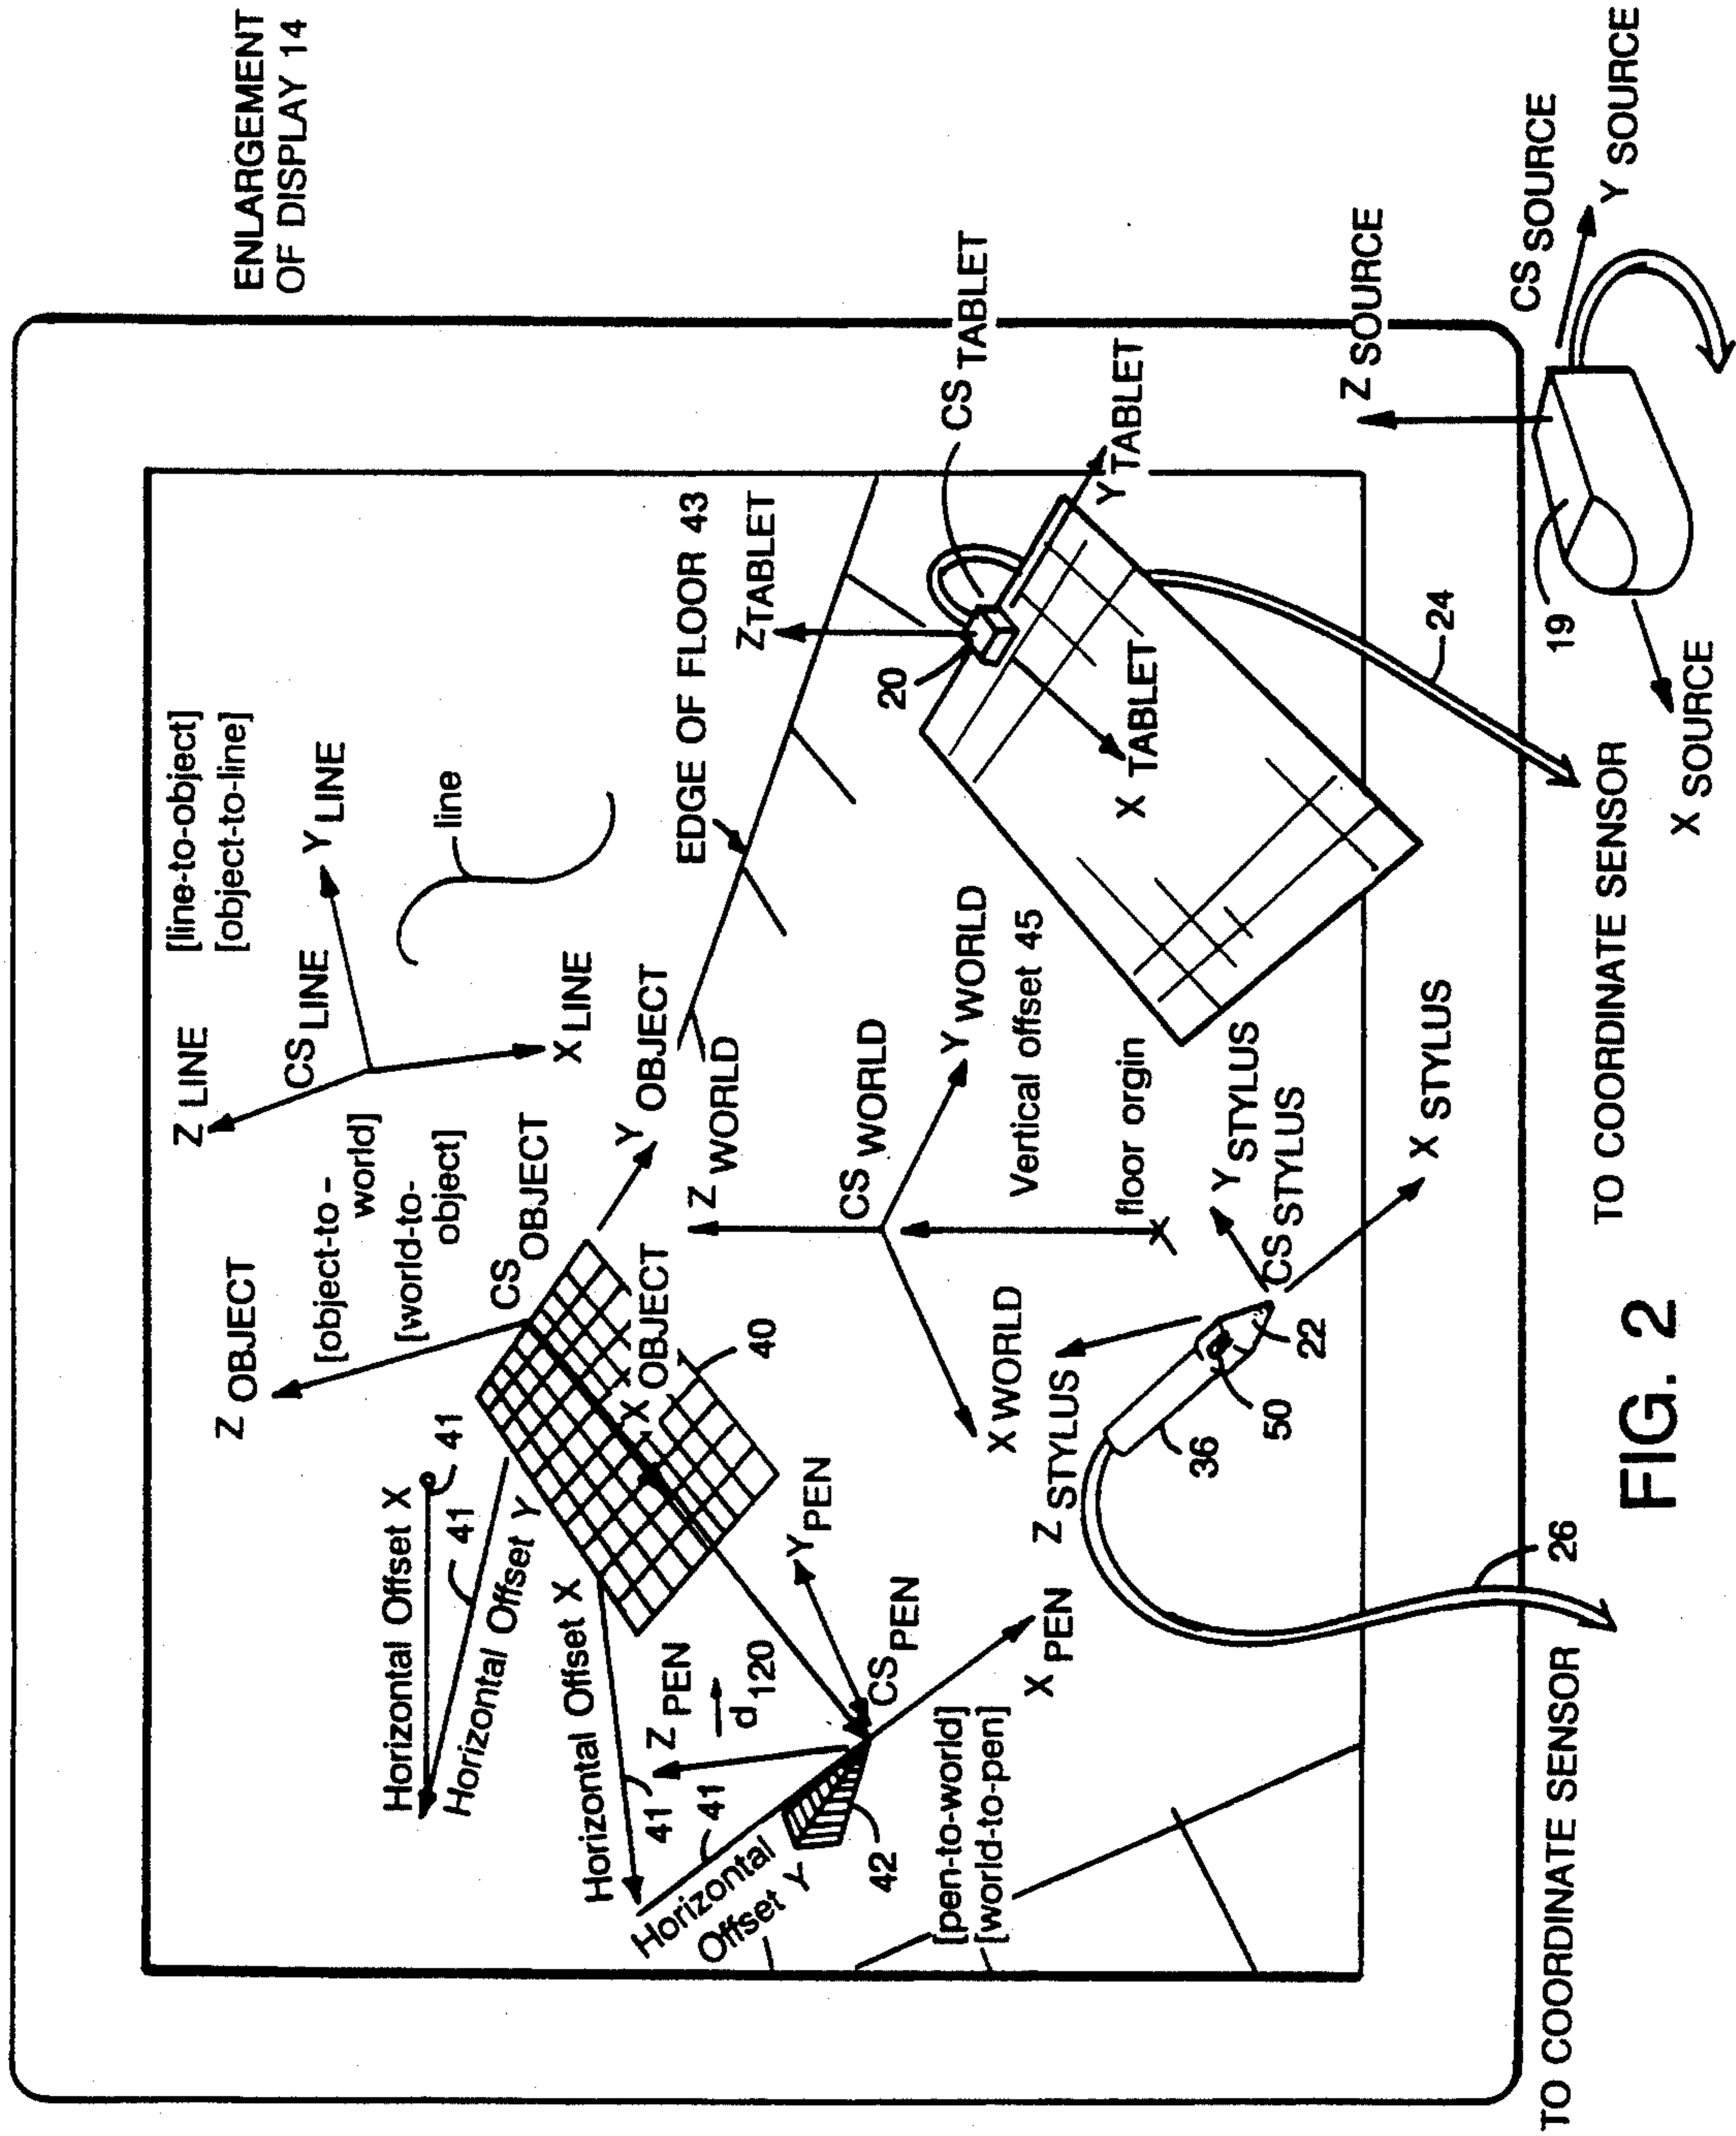 ENLARGEMENT
OF DISPLAY 14
Z LINE
[line-to-object]
[object-to-line]
CS LINE
Y LINE
line
X LINE
Z OBJECT
[object-to-
world]
[world-to-
object]
CS OBJECT
Y OBJECT
X OBJECT
40
Horizontal Offset X
41
41
Horizontal Offset Y
Horizontal Offset X
41
41
Horizontal
Offset Y
Z PEN
d 120
Y PEN
CS PEN
X PEN
42
[pen-to-world]
[world-to-pen]
EDGE OF FLOOR 43
Z WORLD
CS WORLD
Y WORLD
X WORLD
Vertical offset 45
floor orgin
X
Z TABLET
CS TABLET
20
Y TABLET
X TABLET
24
Z STYLUS
Y STYLUS
CS STYLUS
X STYLUS
22
50
36
26
Z SOURCE
CS SOURCE
Y SOURCE
19
X SOURCE
TO COORDINATE SENSOR
TO COORDINATE SENSOR
FIG. 2